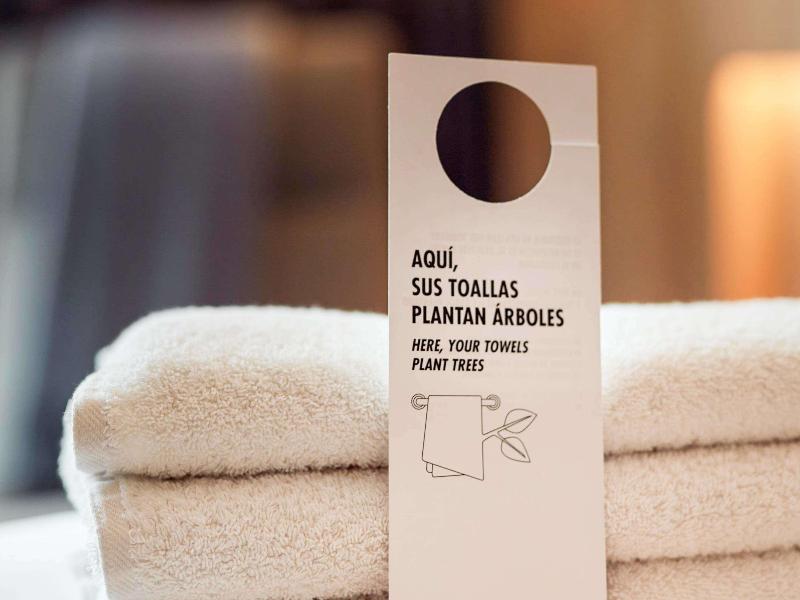 AQUÍ,
SUS TOALLAS
PLANTAN ÁRBOLES
HERE, YOUR TOWELS
PLANT TREES